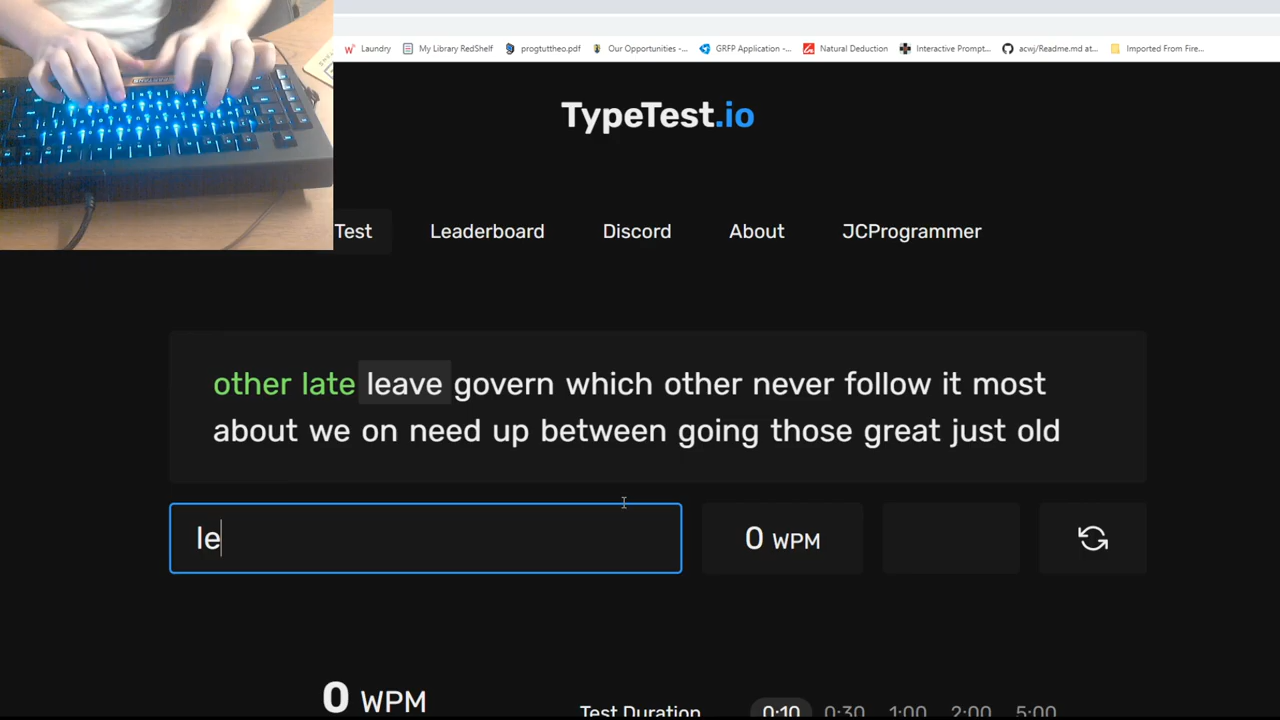 Laundry My Library RedShelf progtuttheo.pdf Our Opportunities -... GRFP Application -... Natural Deduction Interactive Prompt... acwj/Readme.md at... Imported From Fire...
TypeTest.io
Test Leaderboard Discord About JCProgrammer
other late leave govern which other never follow it most
about we on need up between going those great just old
le 0 WPM
0 WPM Test Duration 0:10 0:30 1:00 2:00 5:00